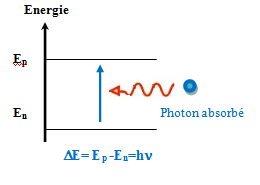 Energie
Ep
En
Photon absorbé
ΔE= Ep -En=hν